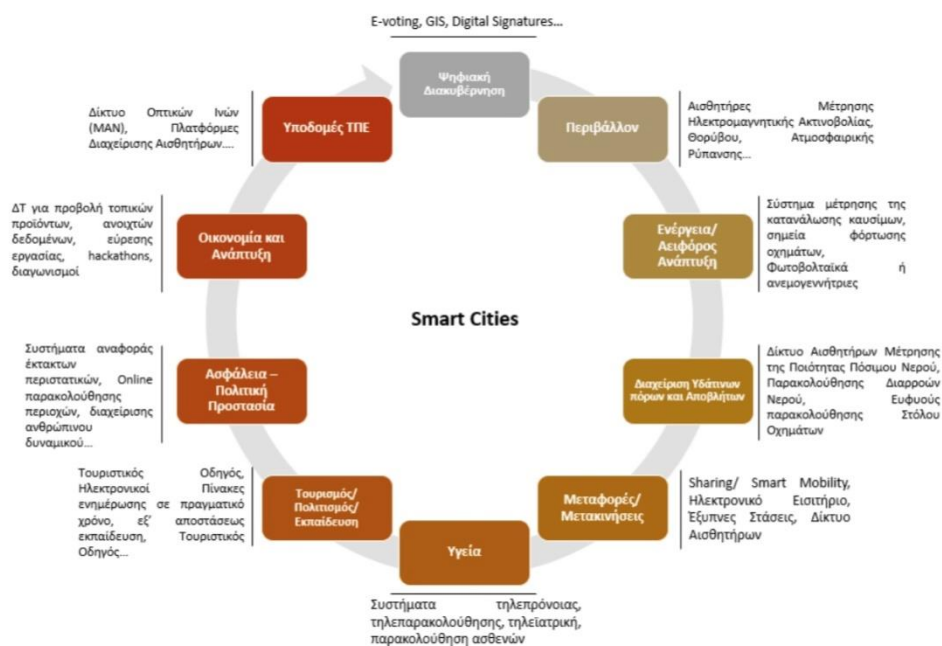 E-voting, GIS, Digital Signatures...
Ψηφιακή
Διακυβέρνηση
Περιβάλλον
Αισθητήρες Μέτρησης
Ηλεκτρομαγνητικής Ακτινοβολίας,
Θορύβου, Ατμοσφαιρικής
Ρύπανσης...
Ενέργεια/
Αειφόρος
Ανάπτυξη
Σύστημα μέτρησης της
κατανάλωσης καυσίμων,
σημεία φόρτωσης
οχημάτων,
Φωτοβολταϊκά ή
ανεμογεννήτριες
Διαχείριση Υδάτινων
πόρων και Αποβλήτων
Δίκτυο Αισθητήρων Μέτρησης
της Ποιότητας Πόσιμου Νερού,
Παρακολούθησης Διαρροών
Νερού, Ευφυούς
παρακολούθησης Στόλου
Οχημάτων
Μεταφορές/
Μετακινήσεις
Sharing/ Smart Mobility,
Ηλεκτρονικό Εισιτήριο,
Έξυπνες Στάσεις, Δίκτυο
Αισθητήρων
Υγεία
Συστήματα τηλεπρόνοιας,
τηλεπαρακολούθησης, τηλεϊατρική,
παρακολούθηση ασθενών
Τουρισμός/
Πολιτισμός/
Εκπαίδευση
Τουριστικός Οδηγός,
Ηλεκτρονικοί Πίνακες
ενημέρωσης σε πραγματικό
χρόνο, εξ' αποστάσεως
εκπαίδευση, Τουριστικός
Οδηγός...
Ασφάλεια –
Πολιτική
Προστασία
Συστήματα αναφοράς
έκτακτων
περιστατικών, Online
παρακολούθησης
περιοχών, διαχείρισης
ανθρώπινου
δυναμικού...
Οικονομία και
Ανάπτυξη
ΔΤ για προβολή τοπικών
προϊόντων, ανοιχτών
δεδομένων, εύρεσης
εργασίας, hackathons,
διαγωνισμοί
Υποδομές ΤΠΕ
Δίκτυο Οπτικών Ινών
(MAN), Πλατφόρμες
Διαχείρισης Αισθητήρων....
Smart Cities